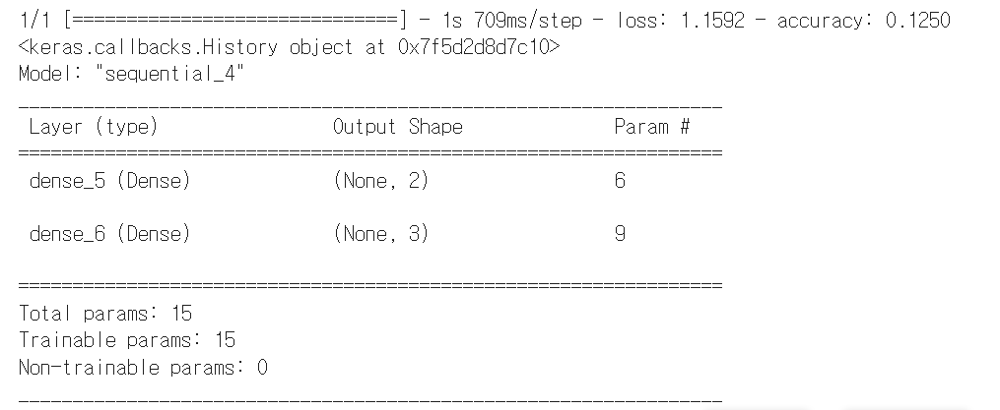 1/1 [==============================] - 1s 709ms/step - loss: 1.1592 - accuracy: 0.1250
<keras.callbacks.History object at 0x7f5d2d8d7c10>
Model: "sequential_4"
_________________________________________________________________
Layer (type) Output Shape Param #
=================================================================
dense_5 (Dense) (None, 2) 6
dense_6 (Dense) (None, 3) 9
=================================================================
Total params: 15
Trainable params: 15
Non-trainable params: 0
_________________________________________________________________